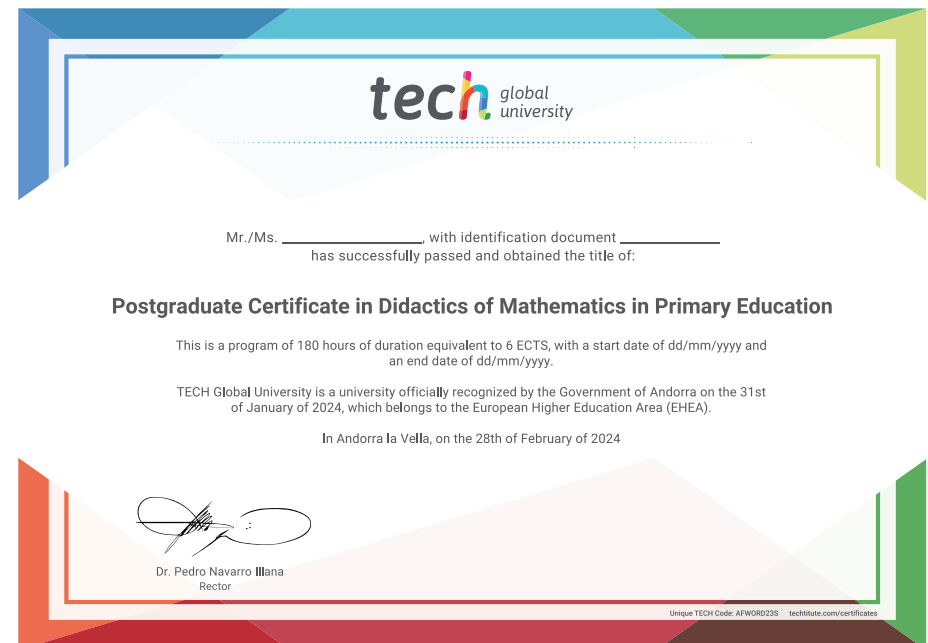 tech global university
Mr./Ms. ____________________, with identification document ______________
has successfully passed and obtained the title of:
Postgraduate Certificate in Didactics of Mathematics in Primary Education
This is a program of 180 hours of duration equivalent to 6 ECTS, with a start date of dd/mm/yyyy and
an end date of dd/mm/yyyy.
TECH Global University is a university officially recognized by the Government of Andorra on the 31st
of January of 2024, which belongs to the European Higher Education Area (EHEA).
In Andorra la Vella, on the 28th of February of 2024
Dr. Pedro Navarro Illana
Rector
Unique TECH Code: AFWORD23S techtitute.com/certificates